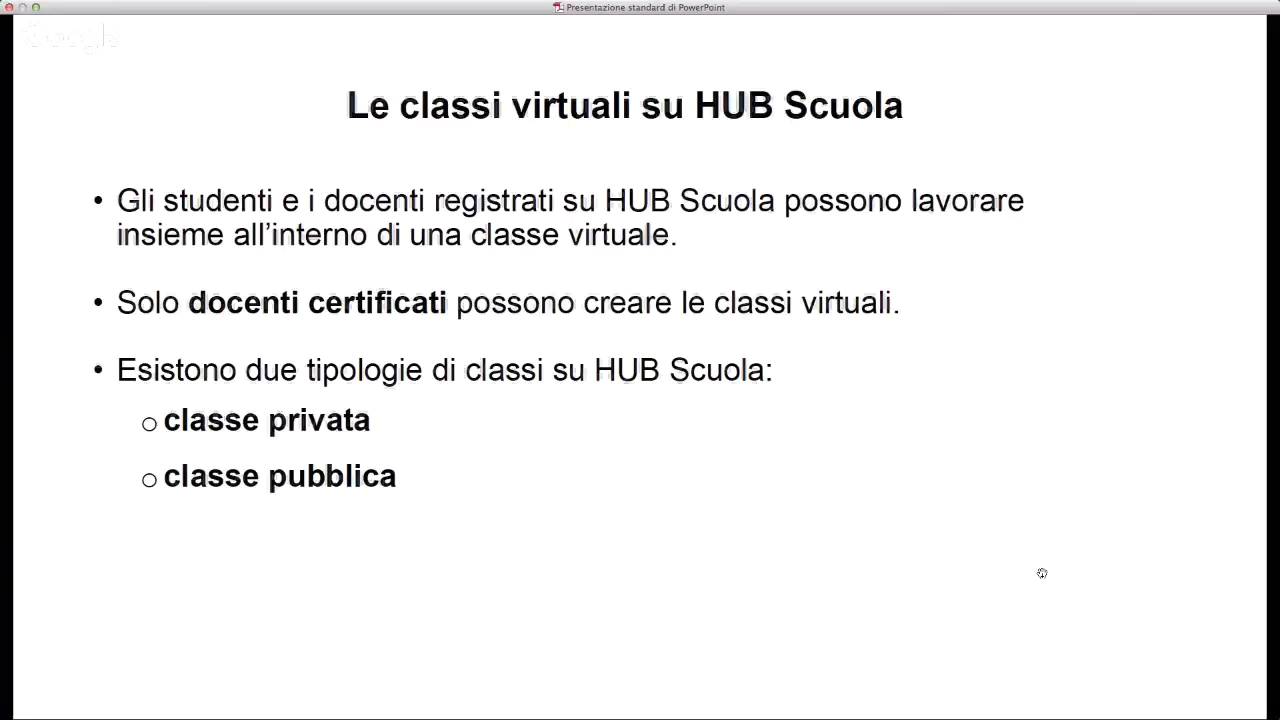 Presentazione standard di PowerPoint
Google
Le classi virtuali su HUB Scuola
• Gli studenti e i docenti registrati su HUB Scuola possono lavorare
insieme all’interno di una classe virtuale.
• Solo docenti certificati possono creare le classi virtuali.
• Esistono due tipologie di classi su HUB Scuola:
o classe privata
o classe pubblica